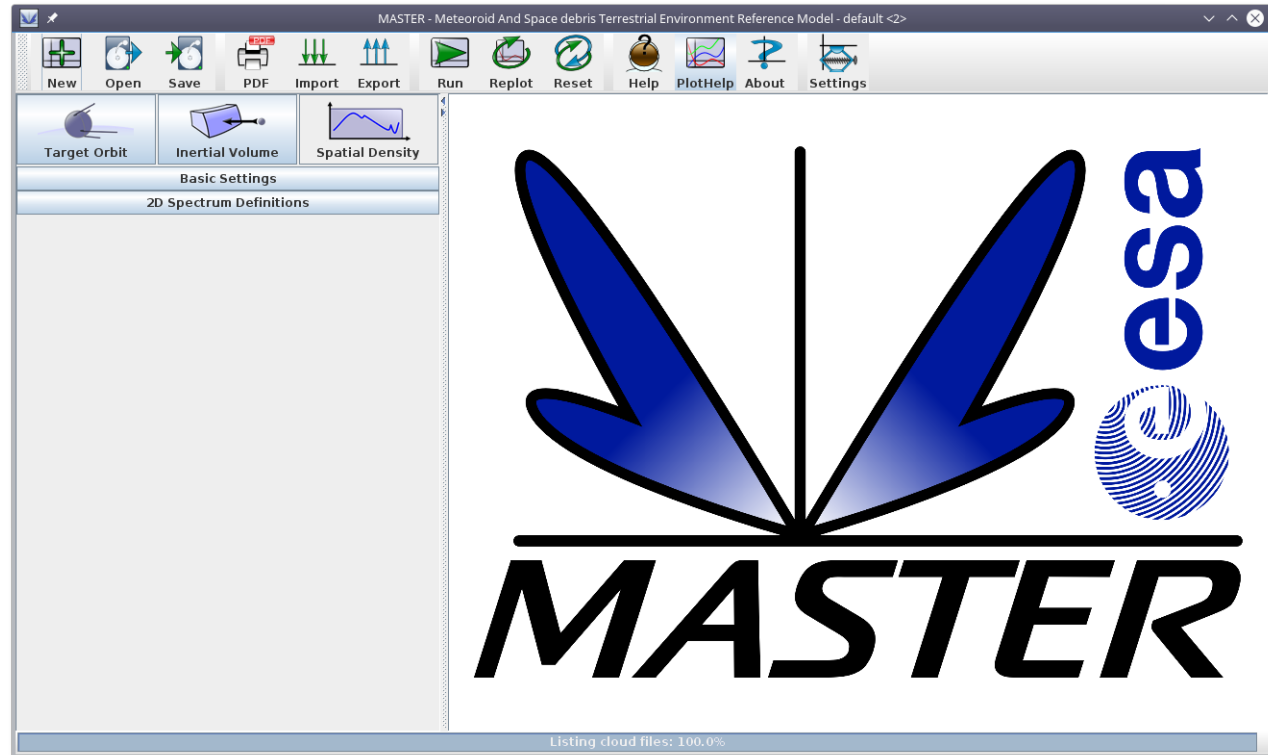 MASTER - Meteoroid And Space debris Terrestrial Environment Reference Model - default <2>
New Open Save PDF Import Export Run Replot Reset Help PlotHelp About Settings
PDF
Target Orbit Inertial Volume Spatial Density
Basic Settings
2D Spectrum Definitions
esa
MASTER
Listing cloud files: 100.0%